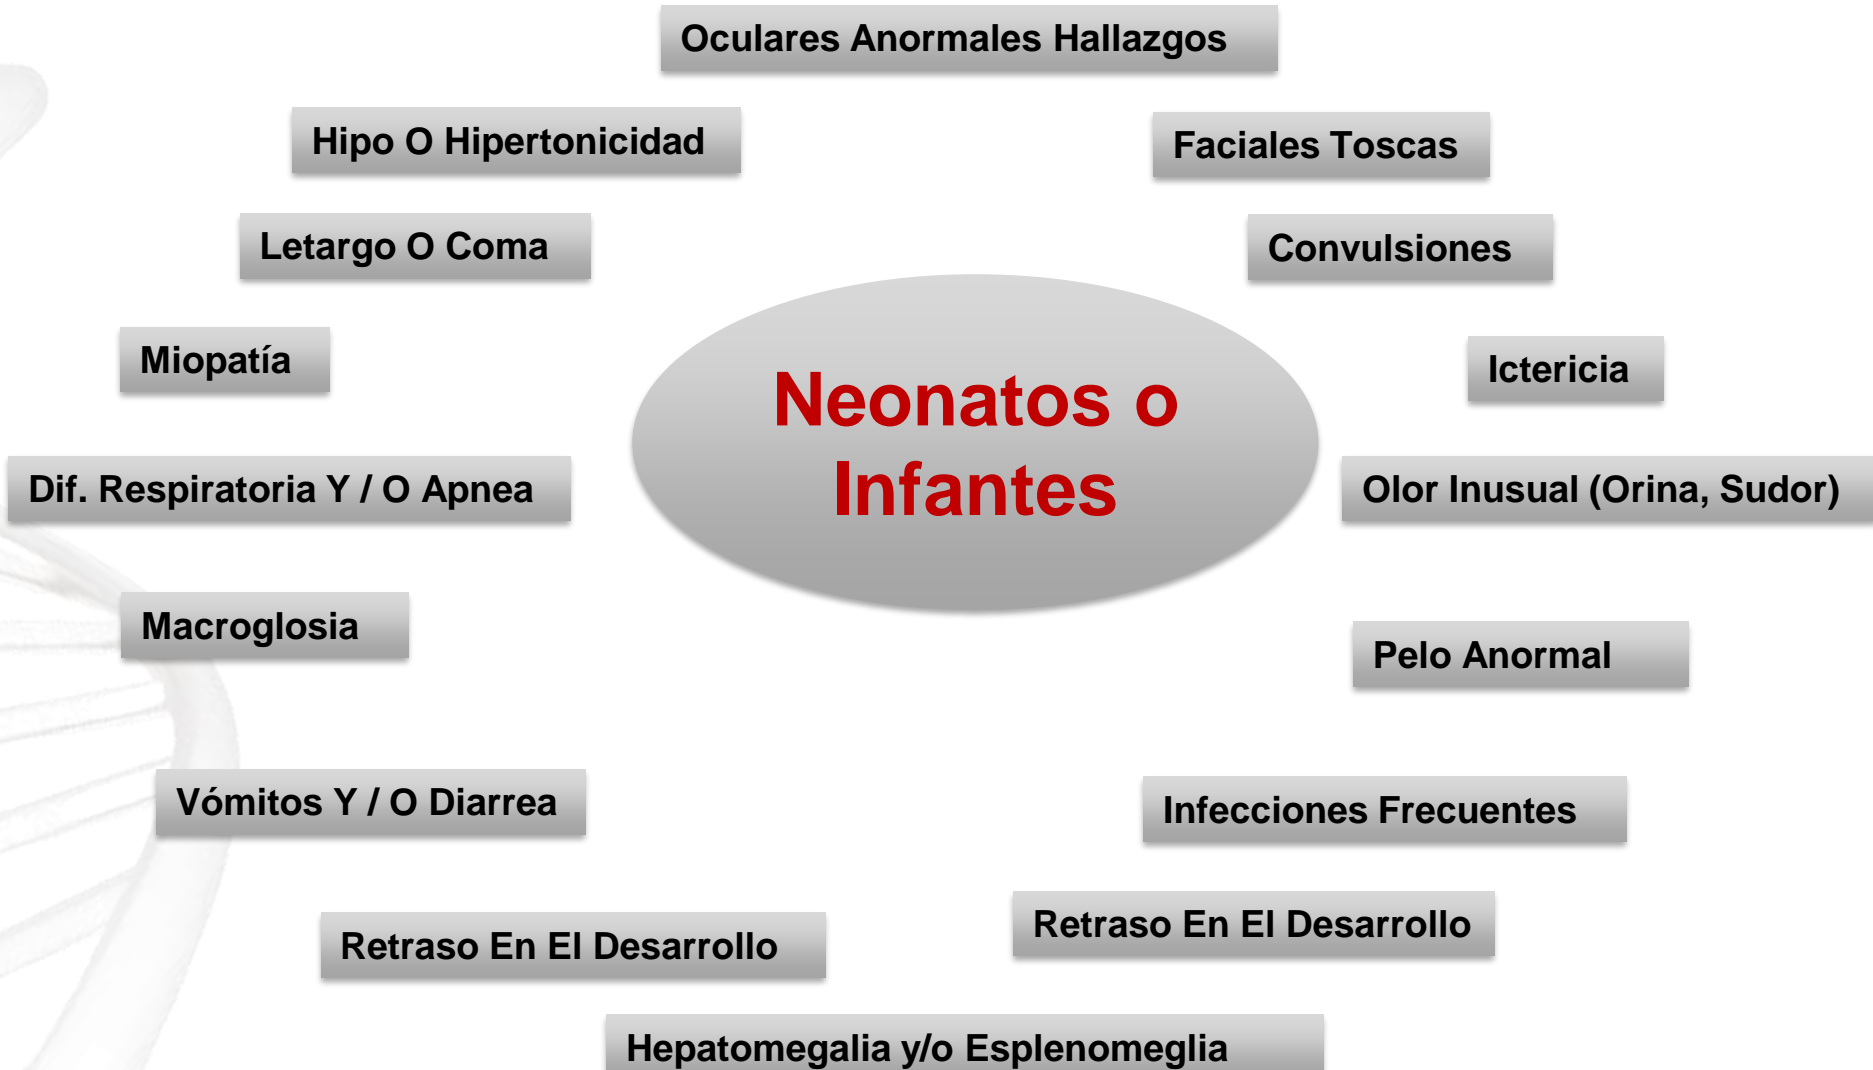 Oculares Anormales Hallazgos
Hipo O Hipertonicidad
Faciales Toscas
Letargo O Coma
Convulsiones
Miopatía
Ictericia
Neonatos o
Infantes
Dif. Respiratoria Y / O Apnea
Olor Inusual (Orina, Sudor)
Macroglosia
Pelo Anormal
Vómitos Y / O Diarrea
Infecciones Frecuentes
Retraso En El Desarrollo
Retraso En El Desarrollo
Hepatomegalia y/o Esplenomeglia